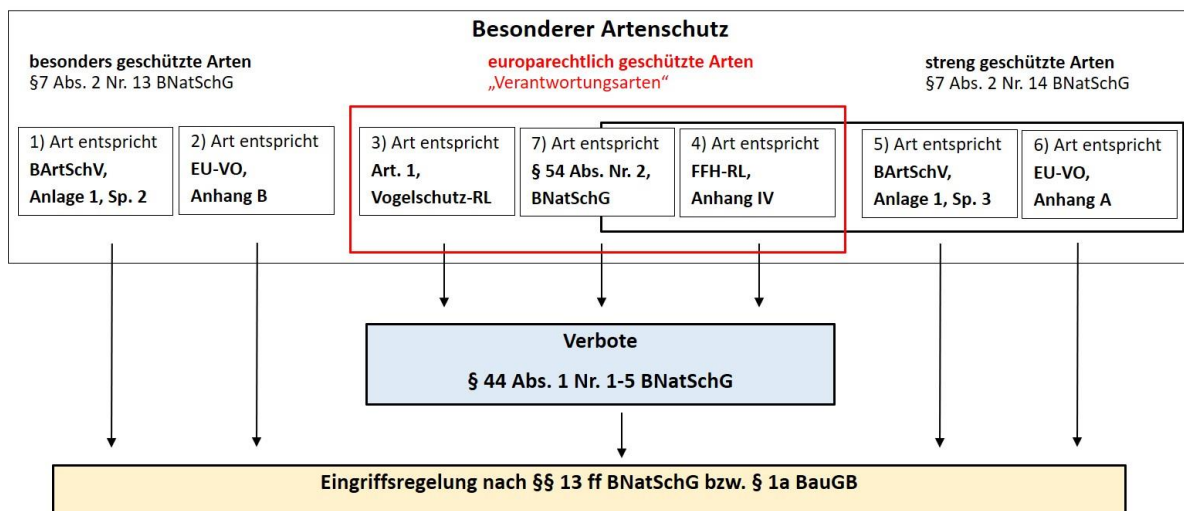 Besonderer Artenschutz
besonders geschützte Arten
§7 Abs. 2 Nr. 13 BNatSchG
europarechtlich geschützte Arten
„Verantwortungsarten“
streng geschützte Arten
§7 Abs. 2 Nr. 14 BNatSchG
1) Art entspricht
BArtSchV,
Anlage 1, Sp. 2
2) Art entspricht
EU-VO,
Anhang B
3) Art entspricht
Art. 1,
Vogelschutz-RL
7) Art entspricht
§ 54 Abs. Nr. 2,
BNatSchG
4) Art entspricht
FFH-RL,
Anhang IV
5) Art entspricht
BArtSchV,
Anlage 1, Sp. 3
6) Art entspricht
EU-VO,
Anhang A
Verbote
§ 44 Abs. 1 Nr. 1-5 BNatSchG
Eingriffsregelung nach §§ 13 ff BNatSchG bzw. § 1a BauGB